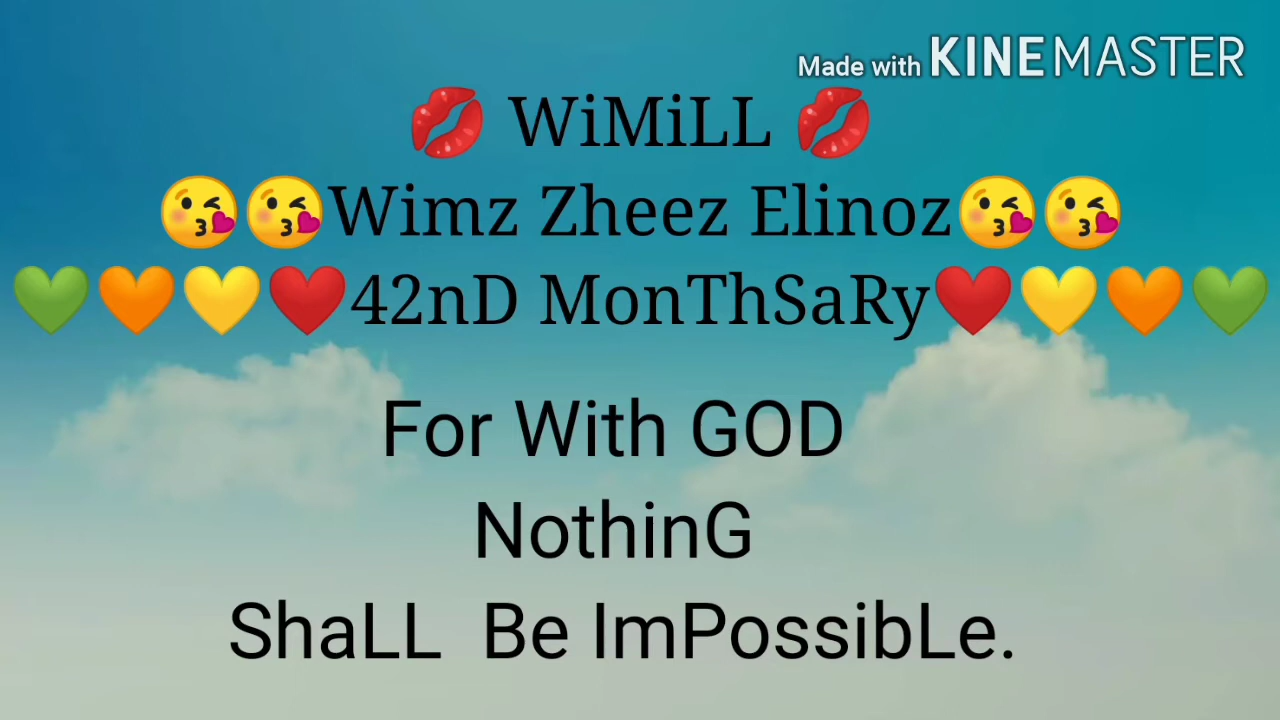 Made with KINEMASTER
💋 WiMiLL 💋
😘😘Wimz Zheez Elinoz😘😘
💚🧡💛❤️42nD MonThSaRy❤️💛🧡💚
For With GOD
NothinG
ShaLL  Be ImPossibLe.